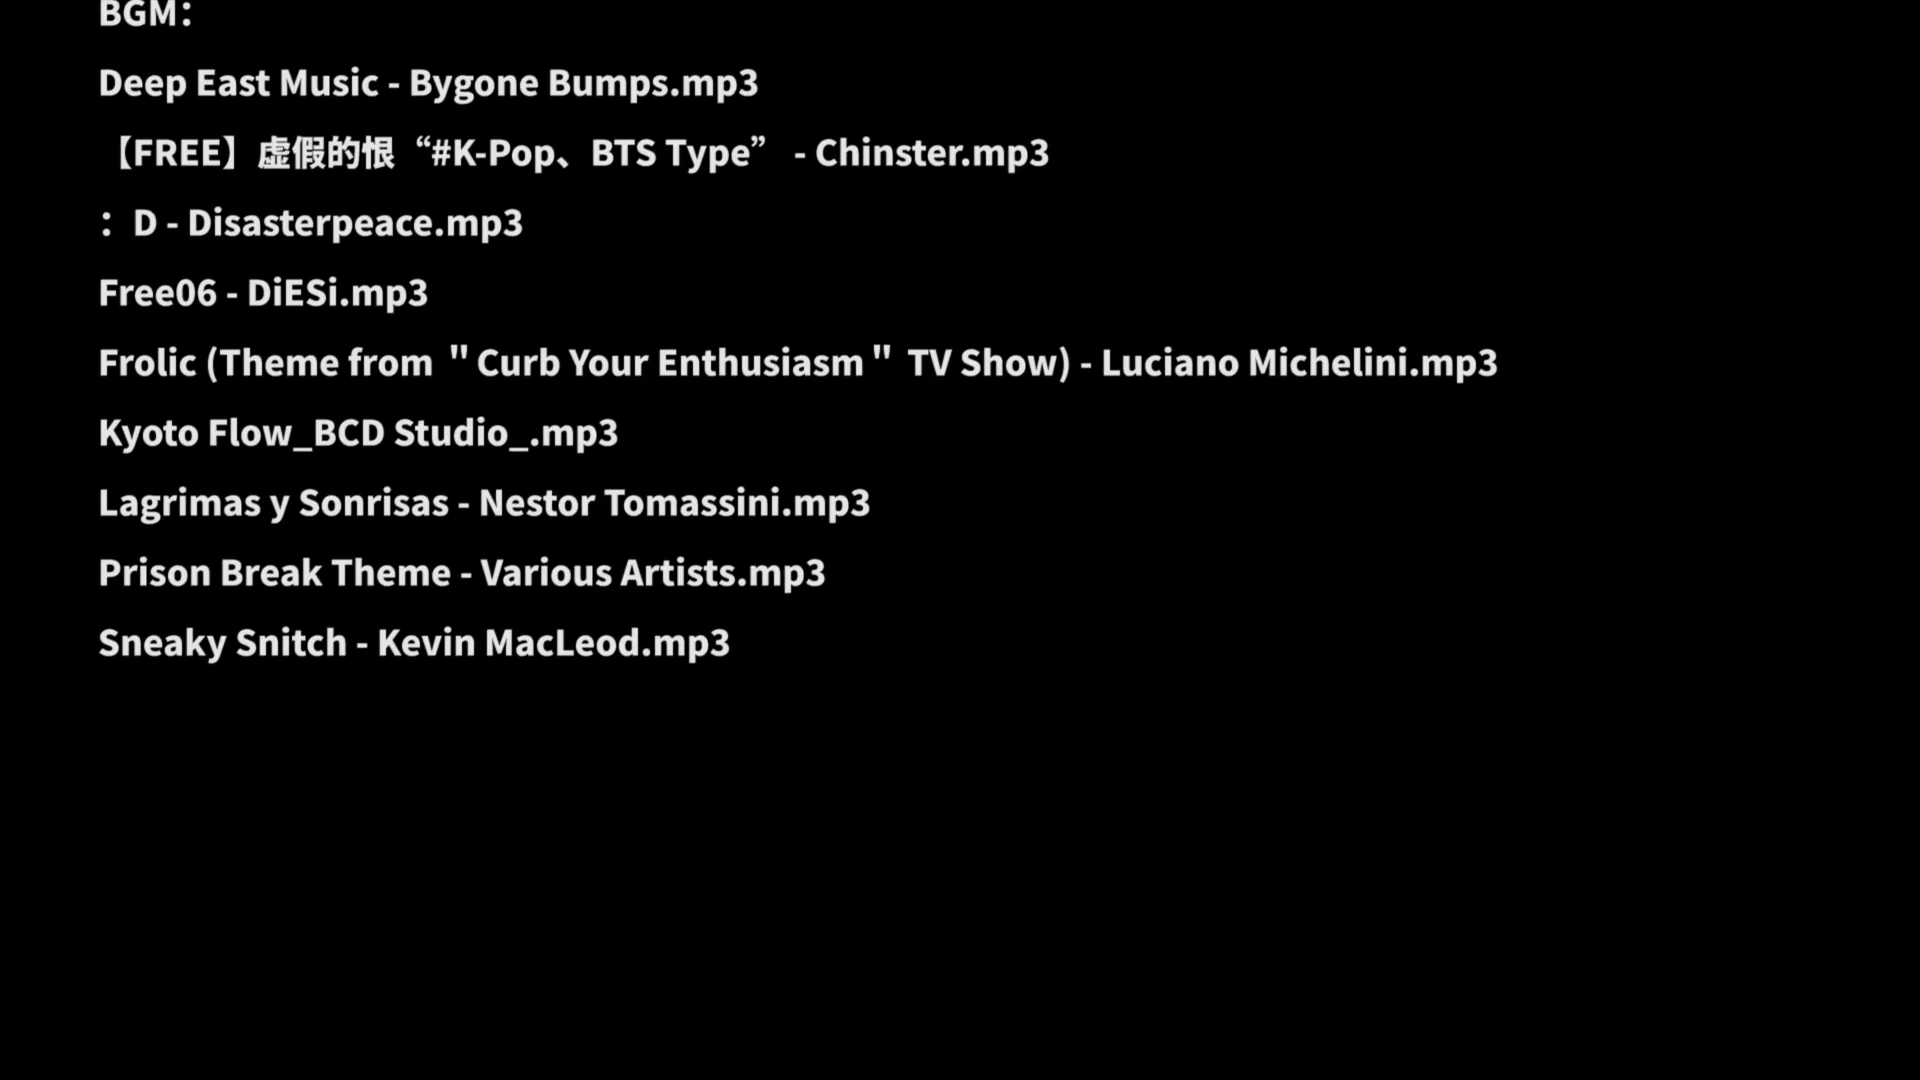 BGM：
Deep East Music - Bygone Bumps.mp3
【FREE】虚假的恨“#K-Pop、BTS Type” - Chinster.mp3
：D - Disasterpeace.mp3
Free06 - DiESi.mp3
Frolic (Theme from ＂Curb Your Enthusiasm＂ TV Show) - Luciano Michelini.mp3
Kyoto Flow_BCD Studio_.mp3
Lagrimas y Sonrisas - Nestor Tomassini.mp3
Prison Break Theme - Various Artists.mp3
Sneaky Snitch - Kevin MacLeod.mp3